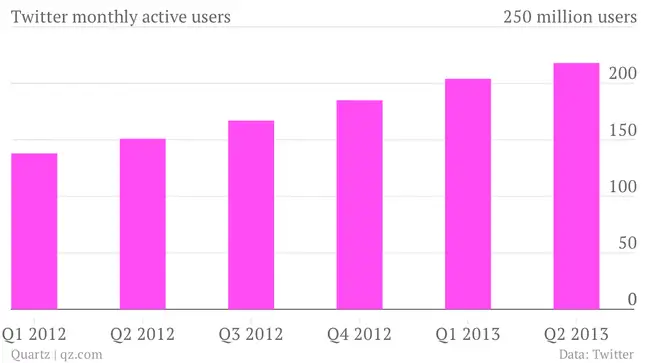 Twitter monthly active users 250 million users
200
150
100
50
0
Q1 2012 Q2 2012 Q3 2012 Q4 2012 Q1 2013 Q2 2013
Quartz | qz.com Data: Twitter